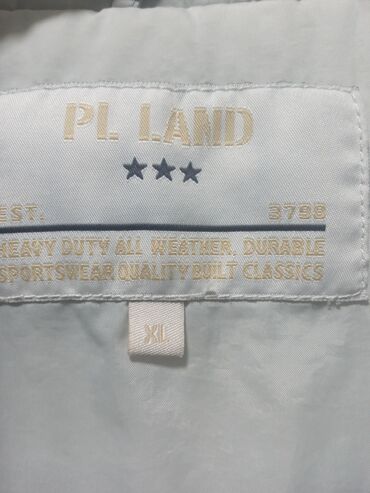 PL LAND
EST. 3798
HEAVY DUTY ALL WEATHER. DURABLE
SPORTSWEAR QUALITY BUILT CLASSICS
XL